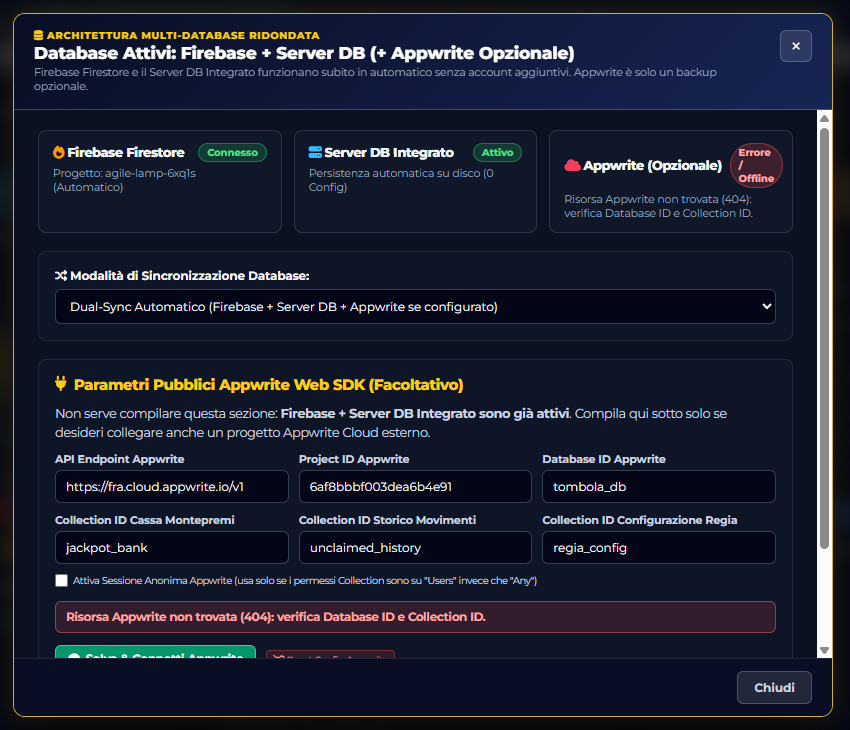 ARCHITETTURA MULTI-DATABASE RIDONDATA
Database Attivi: Firebase + Server DB (+ Appwrite Opzionale)
Firebase Firestore e il Server DB Integrato funzionano subito in automatico senza account aggiuntivi. Appwrite è solo un backup
opzionale.
×
Firebase Firestore
Connesso
Progetto: agile-lamp-6xq1s
(Automatico)
Server DB Integrato
Attivo
Persistenza automatica su disco (0
Config)
Appwrite (Opzionale)
Errore
/
Offline
Risorsa Appwrite non trovata (404):
verifica Database ID e Collection ID.
Modalità di Sincronizzazione Database:
Dual-Sync Automatico (Firebase + Server DB + Appwrite se configurato)
Parametri Pubblici Appwrite Web SDK (Facoltativo)
Non serve compilare questa sezione: Firebase + Server DB Integrato sono già attivi. Compila qui sotto solo se
desideri collegare anche un progetto Appwrite Cloud esterno.
API Endpoint Appwrite
https://fra.cloud.appwrite.io/v1
Project ID Appwrite
6af8bbbf003dea6b4e91
Database ID Appwrite
tombola_db
Collection ID Cassa Montepremi
jackpot_bank
Collection ID Storico Movimenti
unclaimed_history
Collection ID Configurazione Regia
regia_config
Attiva Sessione Anonima Appwrite (usa solo se i permessi Collection sono su "Users" invece che "Any")
Risorsa Appwrite non trovata (404): verifica Database ID e Collection ID.
Salva & Connetti Appwrite
Chiudi